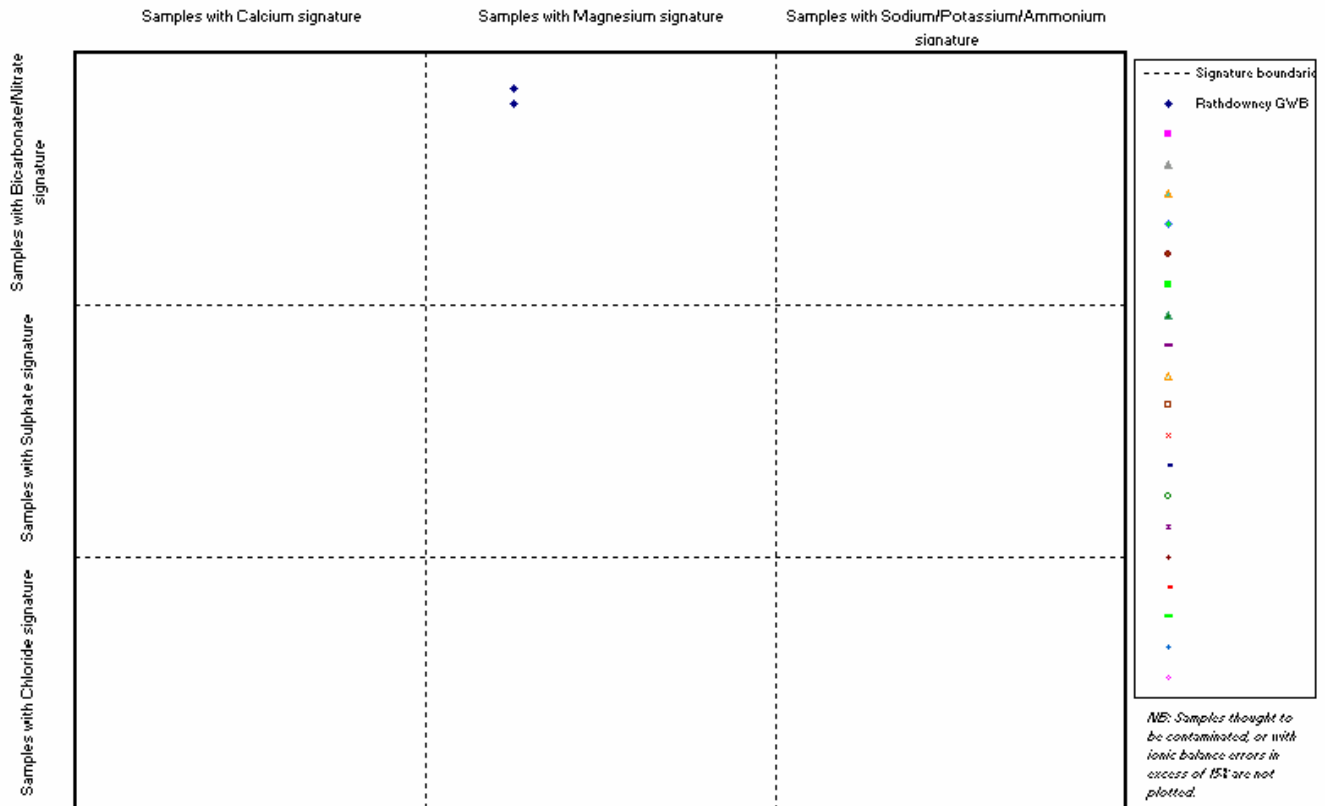 Samples with Calcium signature
Samples with Magnesium signature
Samples with Sodium/Potassium/Ammonium
signature
Samples with Bicarbonate/Nitrate
signature
Samples with Sulphate signature
Samples with Chloride signature
Signature boundarie
Rathdowney GWB
NB: Samples thought to
be contaminated, or with
ionic balance errors in
excess of 15% are not
plotted.